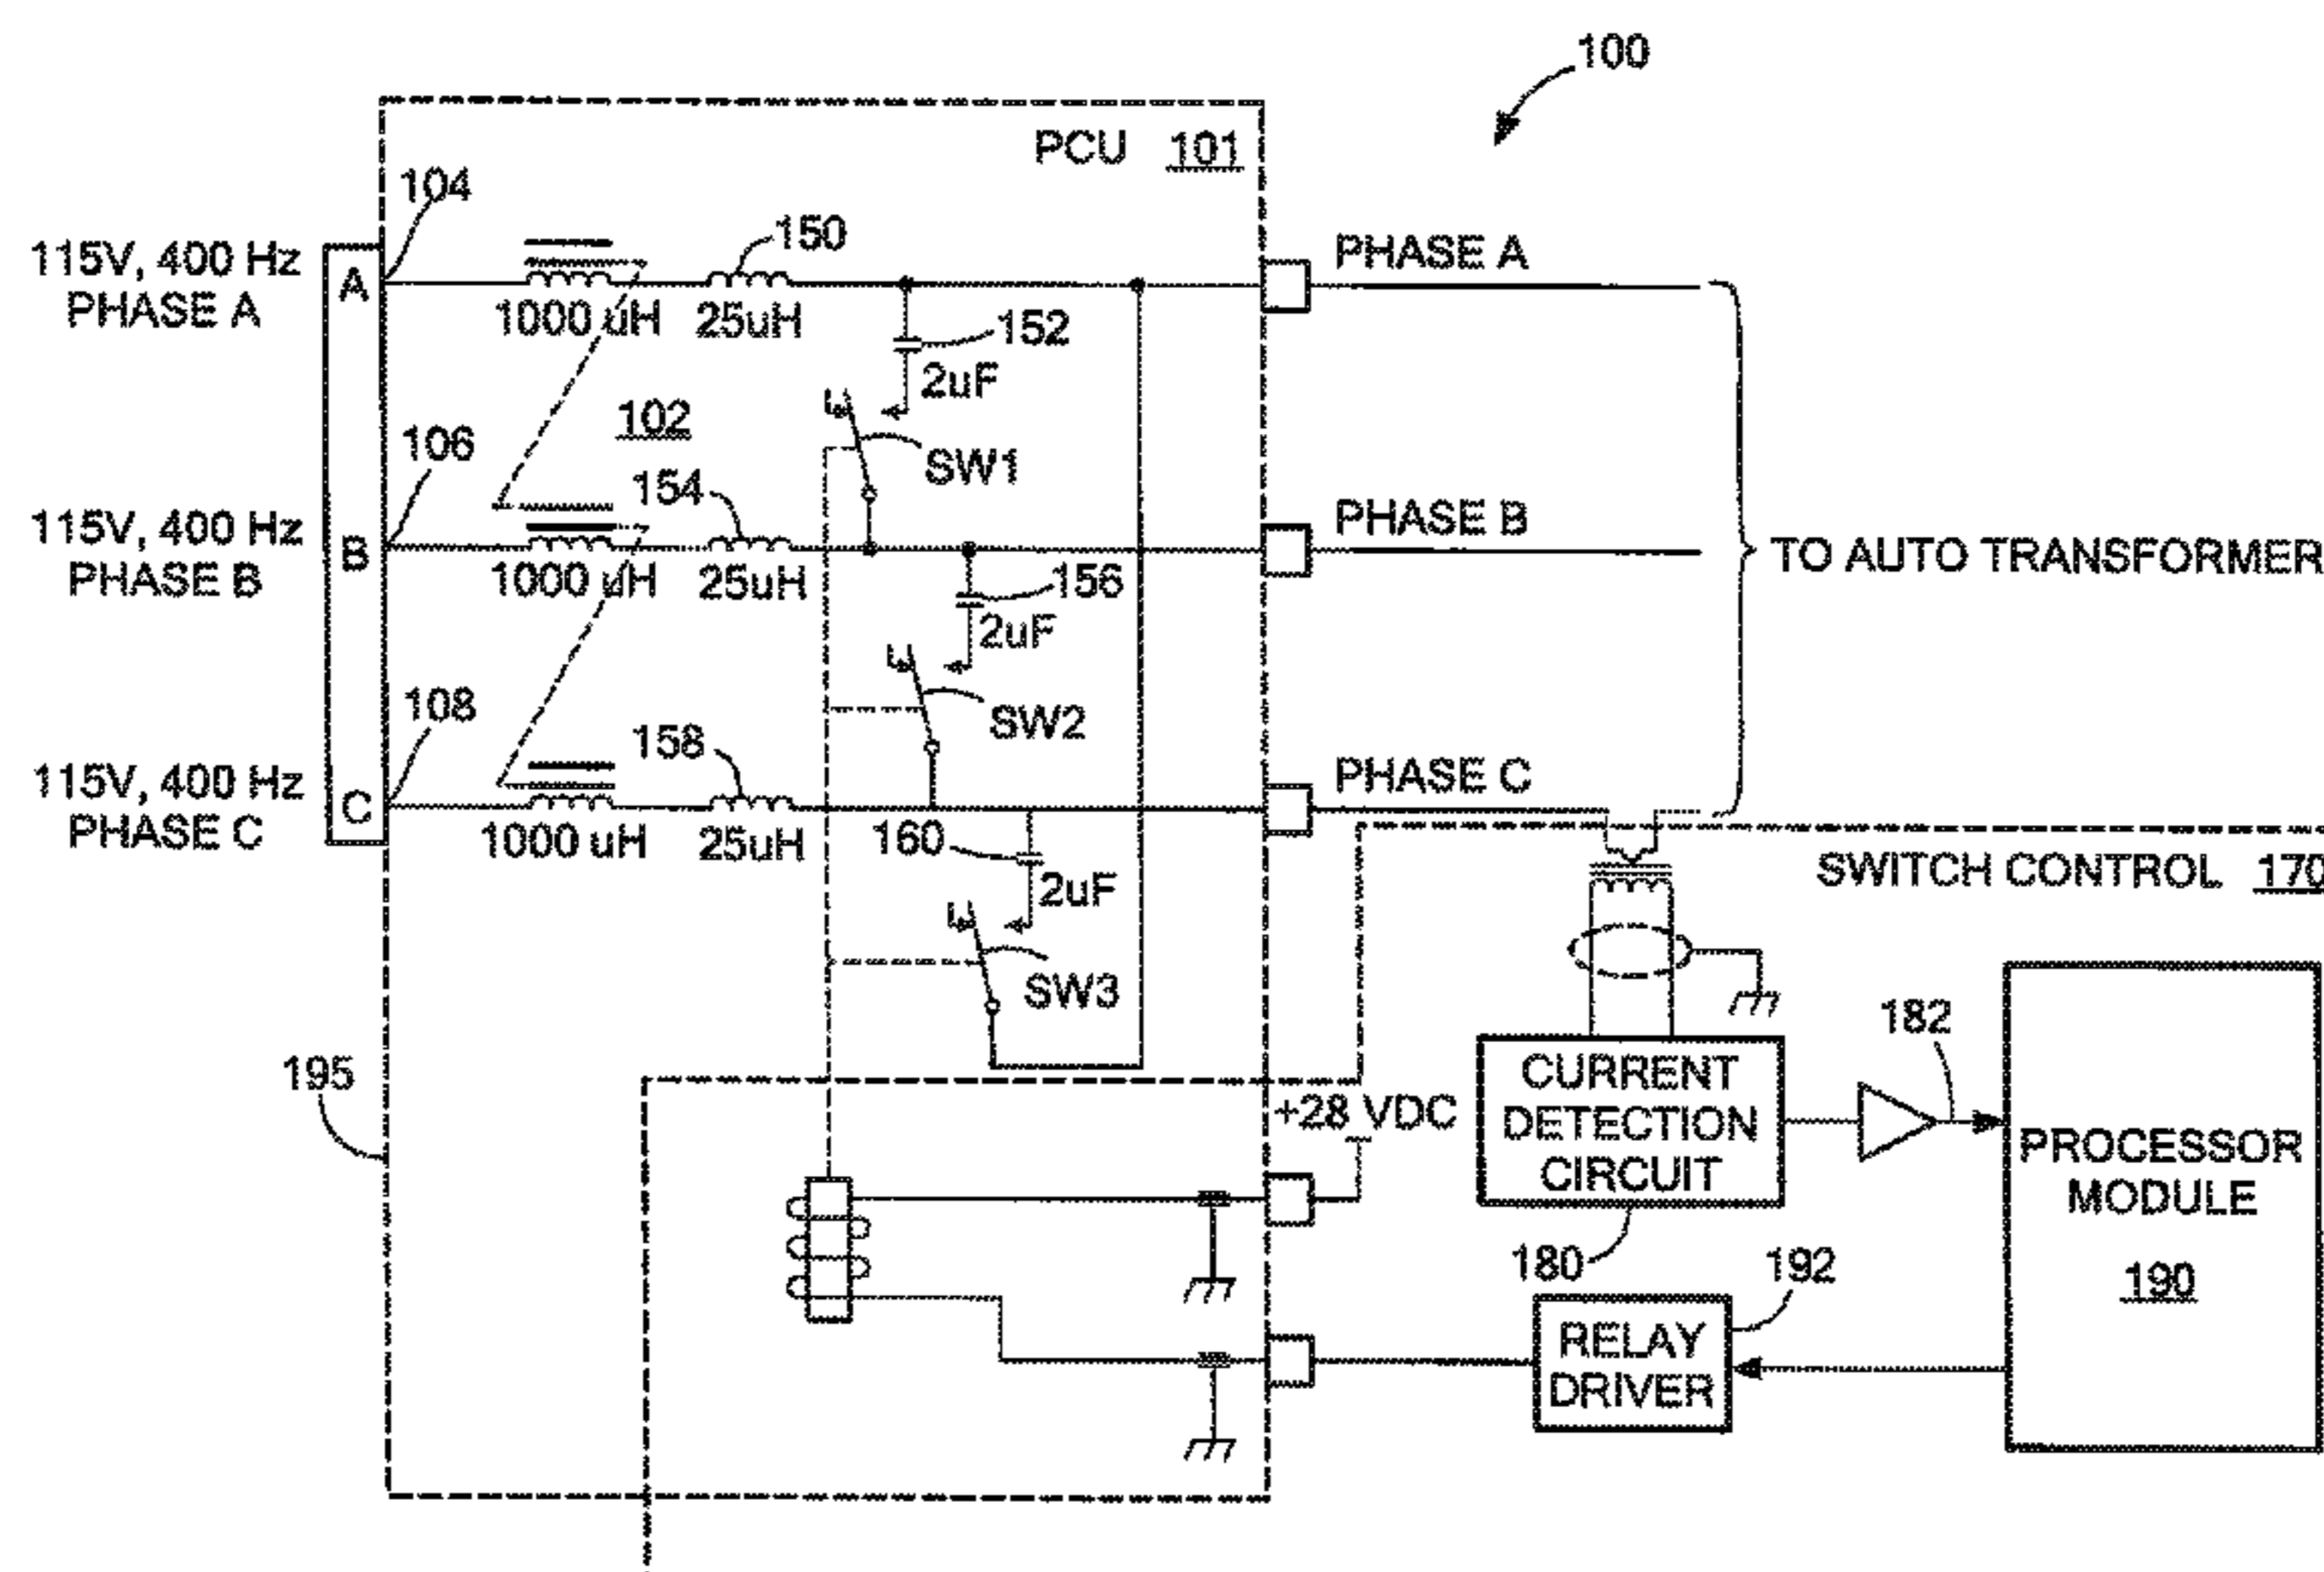 100
PCU 101
104
150
115V, 400 Hz
PHASE A
A
1000 uH
25uH
152
2uF
PHASE A
102
SW1
106
154
115V, 400 Hz
PHASE B
B
1000 uH
25uH
156
2uF
PHASE B
TO AUTO TRANSFORMER
SW2
108
158
115V, 400 Hz
PHASE C
C
1000 uH
25uH
160
2uF
PHASE C
SWITCH CONTROL 170
SW3
195
+28 VDC
CURRENT
DETECTION
CIRCUIT
180
182
PROCESSOR
MODULE
190
192
RELAY
DRIVER